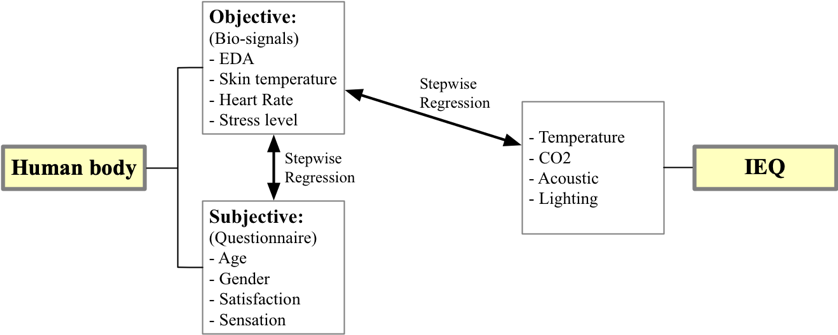 Human body
Objective:
(Bio-signals)
- EDA
- Skin temperature
- Heart Rate
- Stress level
Stepwise
Regression
Subjective:
(Questionnaire)
- Age
- Gender
- Satisfaction
- Sensation
Stepwise
Regression
- Temperature
- CO2
- Acoustic
- Lighting
IEQ